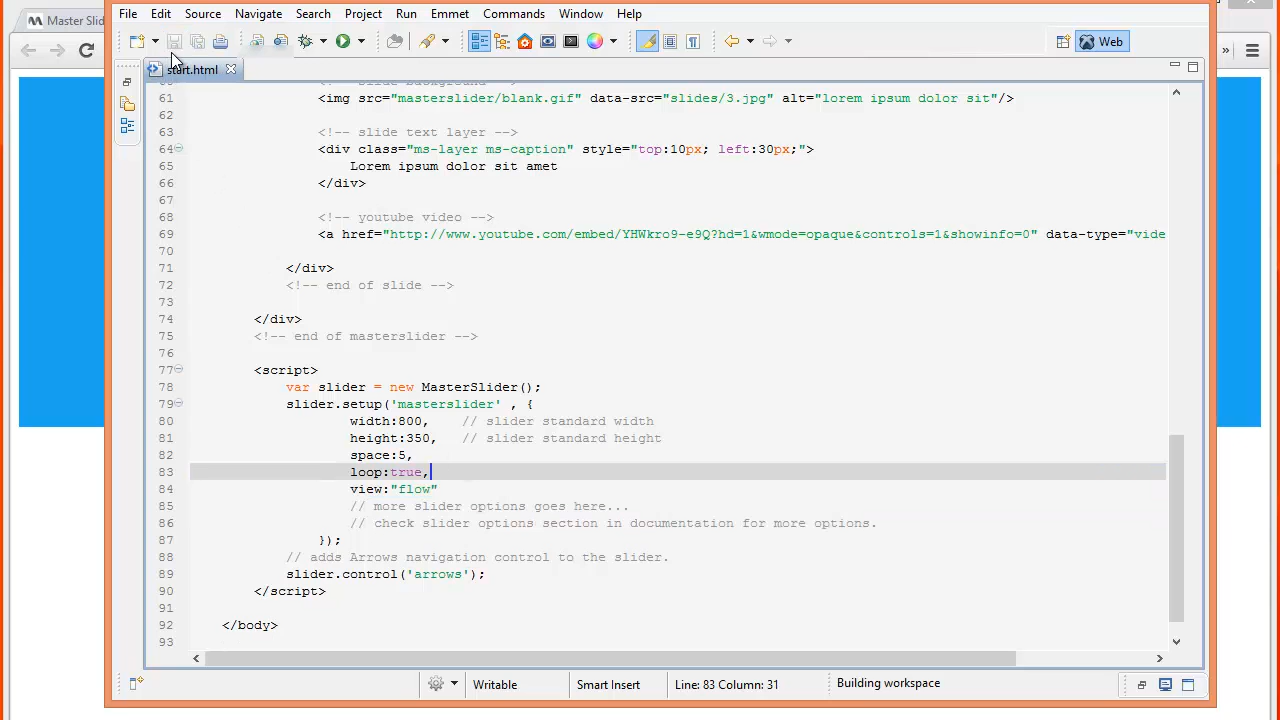 Master Slid
File Edit Source Navigate Search Project Run Emmet Commands Window Help
Web
start.html
61 <img src="masterslider/blank.gif" data-src="slides/3.jpg" alt="lorem ipsum dolor sit"/>
62
63 <!-- slide text layer -->
64 <div class="ms-layer ms-caption" style="top:10px; left:30px;">
65 Lorem ipsum dolor sit amet
66 </div>
67
68 <!-- youtube video -->
69 <a href="http://www.youtube.com/embed/YHWkro9-e9Q?hd=1&wmode=opaque&controls=1&showinfo=0" data-type="vide
70
71 </div>
72 <!-- end of slide -->
73
74 </div>
75 <!-- end of masterslider -->
76
77 <script>
78 var slider = new MasterSlider();
79 slider.setup('masterslider' , {
80 width:800, // slider standard width
81 height:350, // slider standard height
82 space:5,
83 loop:true,
84 view:"flow"
85 // more slider options goes here...
86 // check slider options section in documentation for more options.
87 });
88 // adds Arrows navigation control to the slider.
89 slider.control('arrows');
90 </script>
91
92 </body>
93
Writable Smart Insert Line: 83 Column: 31 Building workspace